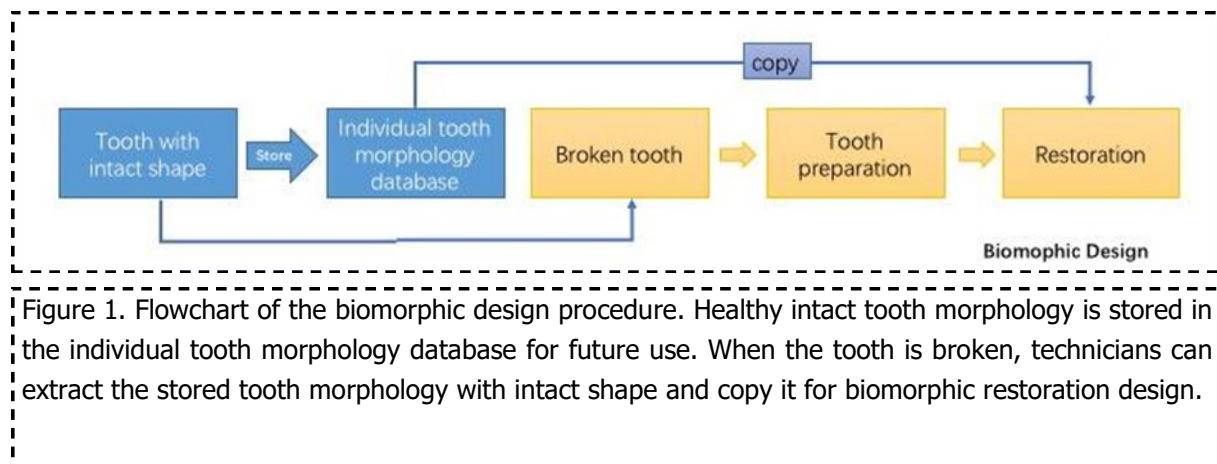 copy
Tooth with
intact shape
Store
Individual tooth
morphology
database
Broken tooth
Tooth
preparation
Restoration
Biomophic Design
Figure 1. Flowchart of the biomorphic design procedure. Healthy intact tooth morphology is stored in
the individual tooth morphology database for future use. When the tooth is broken, technicians can
extract the stored tooth morphology with intact shape and copy it for biomorphic restoration design.